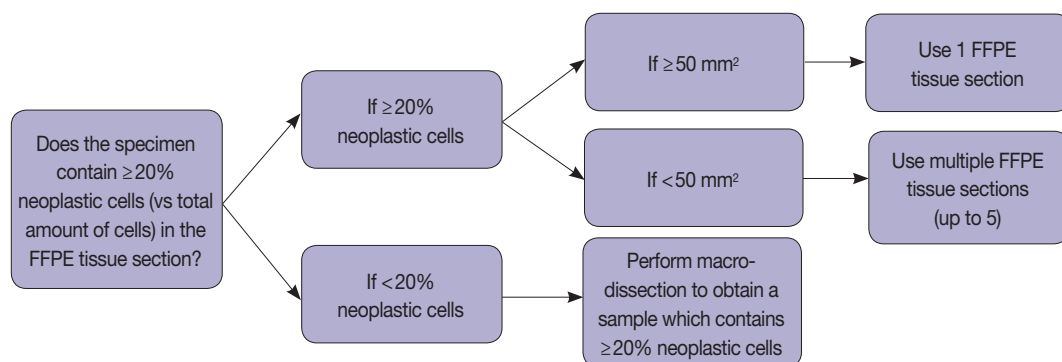 Does the specimen
contain ≥20%
neoplastic cells (vs total
amount of cells) in the
FFPE tissue section?
If ≥20%
neoplastic cells
If ≥50 mm²
Use 1 FFPE
tissue section
If <50 mm²
Use multiple FFPE
tissue sections
(up to 5)
If <20%
neoplastic cells
Perform macro-
dissection to obtain a
sample which contains
≥20% neoplastic cells